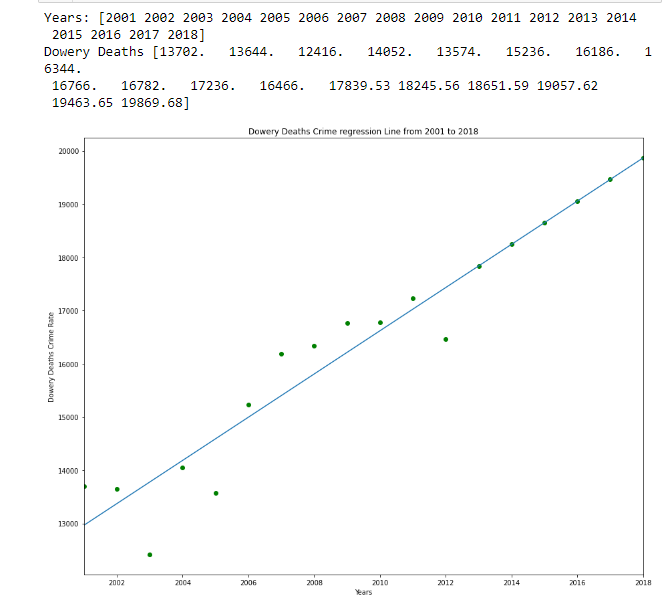 Years: [2001 2002 2003 2004 2005 2006 2007 2008 2009 2010 2011 2012 2013 2014
2015 2016 2017 2018]
Dowery Deaths [13702. 13644. 12416. 14052. 13574. 15236. 16186. 1
6344.
16766. 16782. 17236. 16466. 17839.53 18245.56 18651.59 19057.62
19463.65 19869.68]
Dowery Deaths Crime regression Line from 2001 to 2018
20000
19000
18000
17000
16000
15000
14000
13000
Dowery Deaths Crime Rate
2002 2004 2006 2008 2010 2012 2014 2016 2018
Years